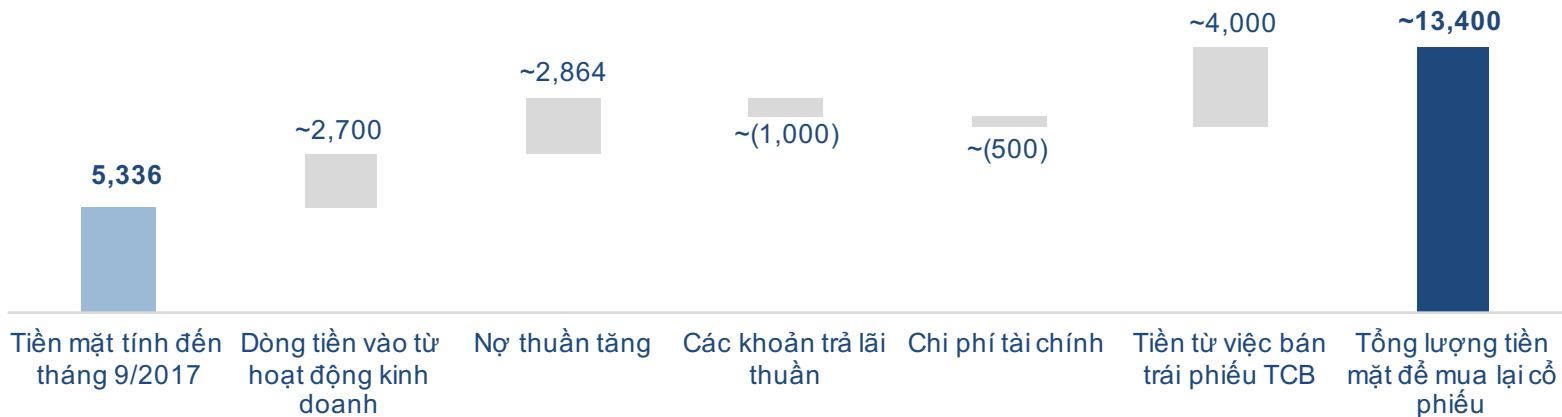 5,336
~2,700
~2,864
~(1,000)
~(500)
~4,000
~13,400
Tiền mặt tính đến
tháng 9/2017
Dòng tiền vào từ
hoạt động kinh
doanh
Nợ thuần tăng
Các khoản trả lãi
thuần
Chi phí tài chính
Tiền từ việc bán
trái phiếu TCB
Tổng lượng tiền
mặt để mua lại cổ
phiếu